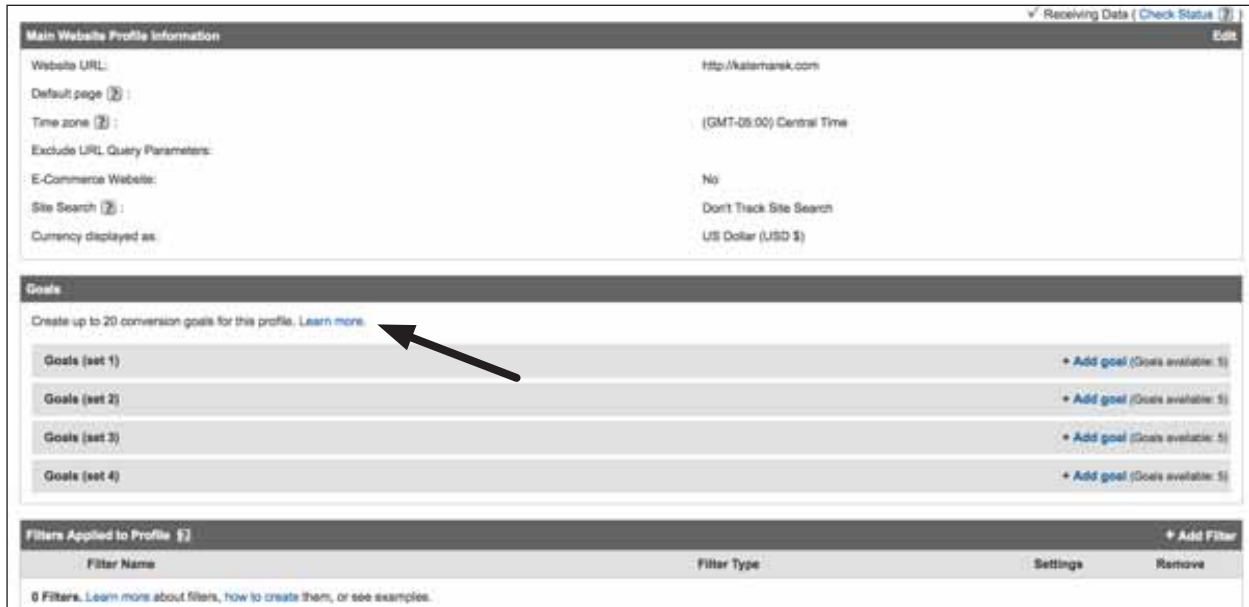 ✓ Receiving Data ( Check Status [?] )
Main Website Profile Information Edit
Website URL: http://katemarek.com
Default page [?] :
Time zone [?] : (GMT-05:00) Central Time
Exclude URL Query Parameters:
E-Commerce Website: No
Site Search [?] : Don't Track Site Search
Currency displayed as: US Dollar (USD $)
Goals
Create up to 20 conversion goals for this profile. Learn more.
Goals (set 1) + Add goal (Goals available: 5)
Goals (set 2) + Add goal (Goals available: 5)
Goals (set 3) + Add goal (Goals available: 5)
Goals (set 4) + Add goal (Goals available: 5)
Filters Applied to Profile [?] + Add Filter
Filter Name Filter Type Settings Remove
0 Filters. Learn more about filters, how to create them, or see examples.